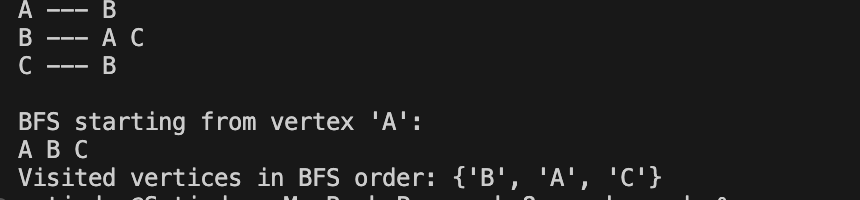 A --- B
B --- A C
C --- B
BFS starting from vertex 'A':
A B C
Visited vertices in BFS order: {'B', 'A', 'C'}